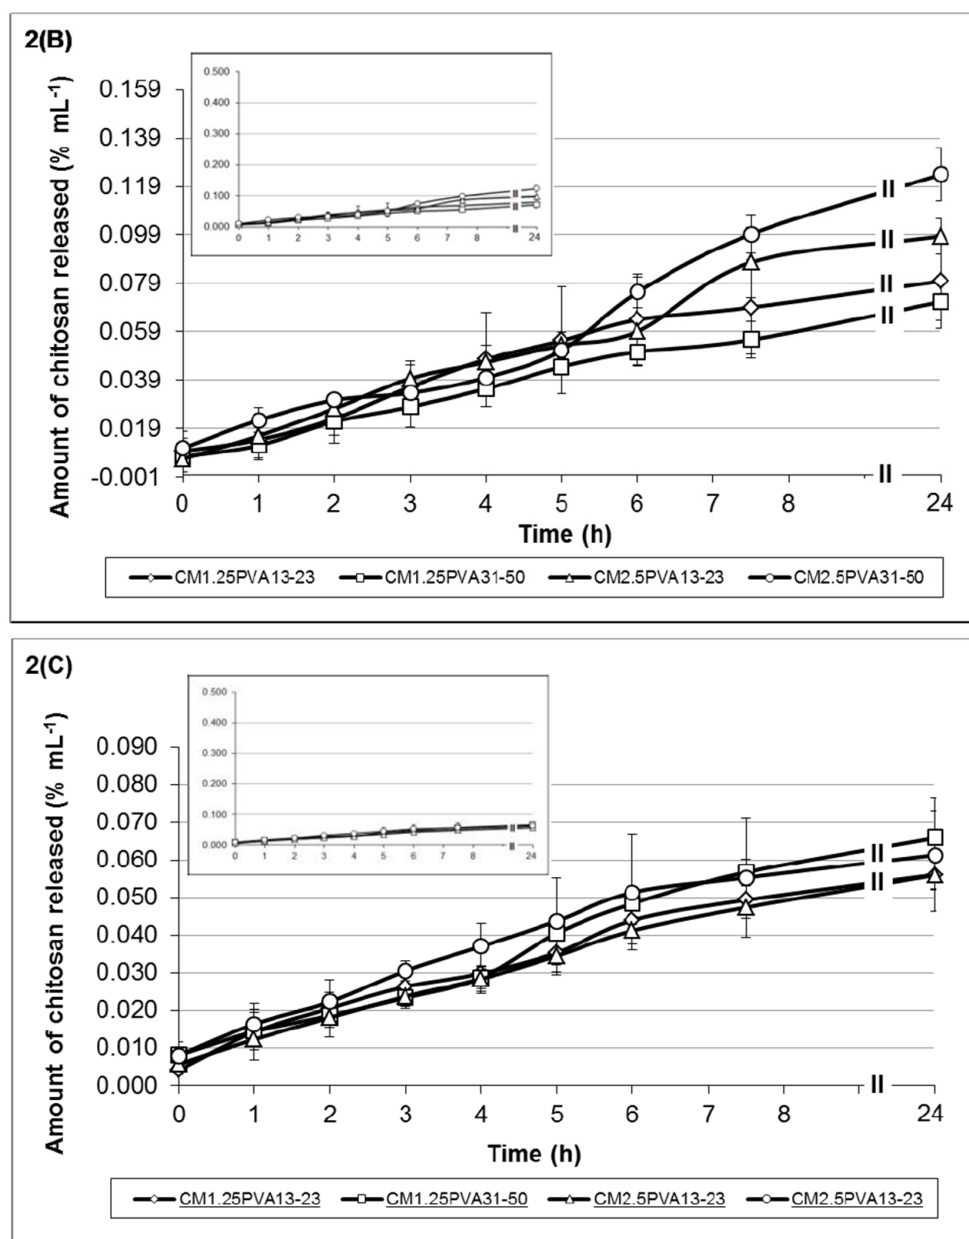 2(B)
Amount of chitosan released (% mL-1)
0.159
0.139
0.119
0.099
0.079
0.059
0.039
0.019
-0.001
0 1 2 3 4 5 6 7 8 24
Time (h)
0.500
0.400
0.300
0.200
0.100
0.000
0 1 2 3 4 5 6 7 8 24
CM1.25PVA13-23 CM1.25PVA31-50 CM2.5PVA13-23 CM2.5PVA31-50
2(C)
Amount of chitosan released (% mL-1)
0.090
0.080
0.070
0.060
0.050
0.040
0.030
0.020
0.010
0.000
0 1 2 3 4 5 6 7 8 24
Time (h)
0.500
0.400
0.300
0.200
0.100
0.000
0 1 2 3 4 5 6 7 8 24
CM1.25PVA13-23 CM1.25PVA31-50 CM2.5PVA13-23 CM2.5PVA13-23